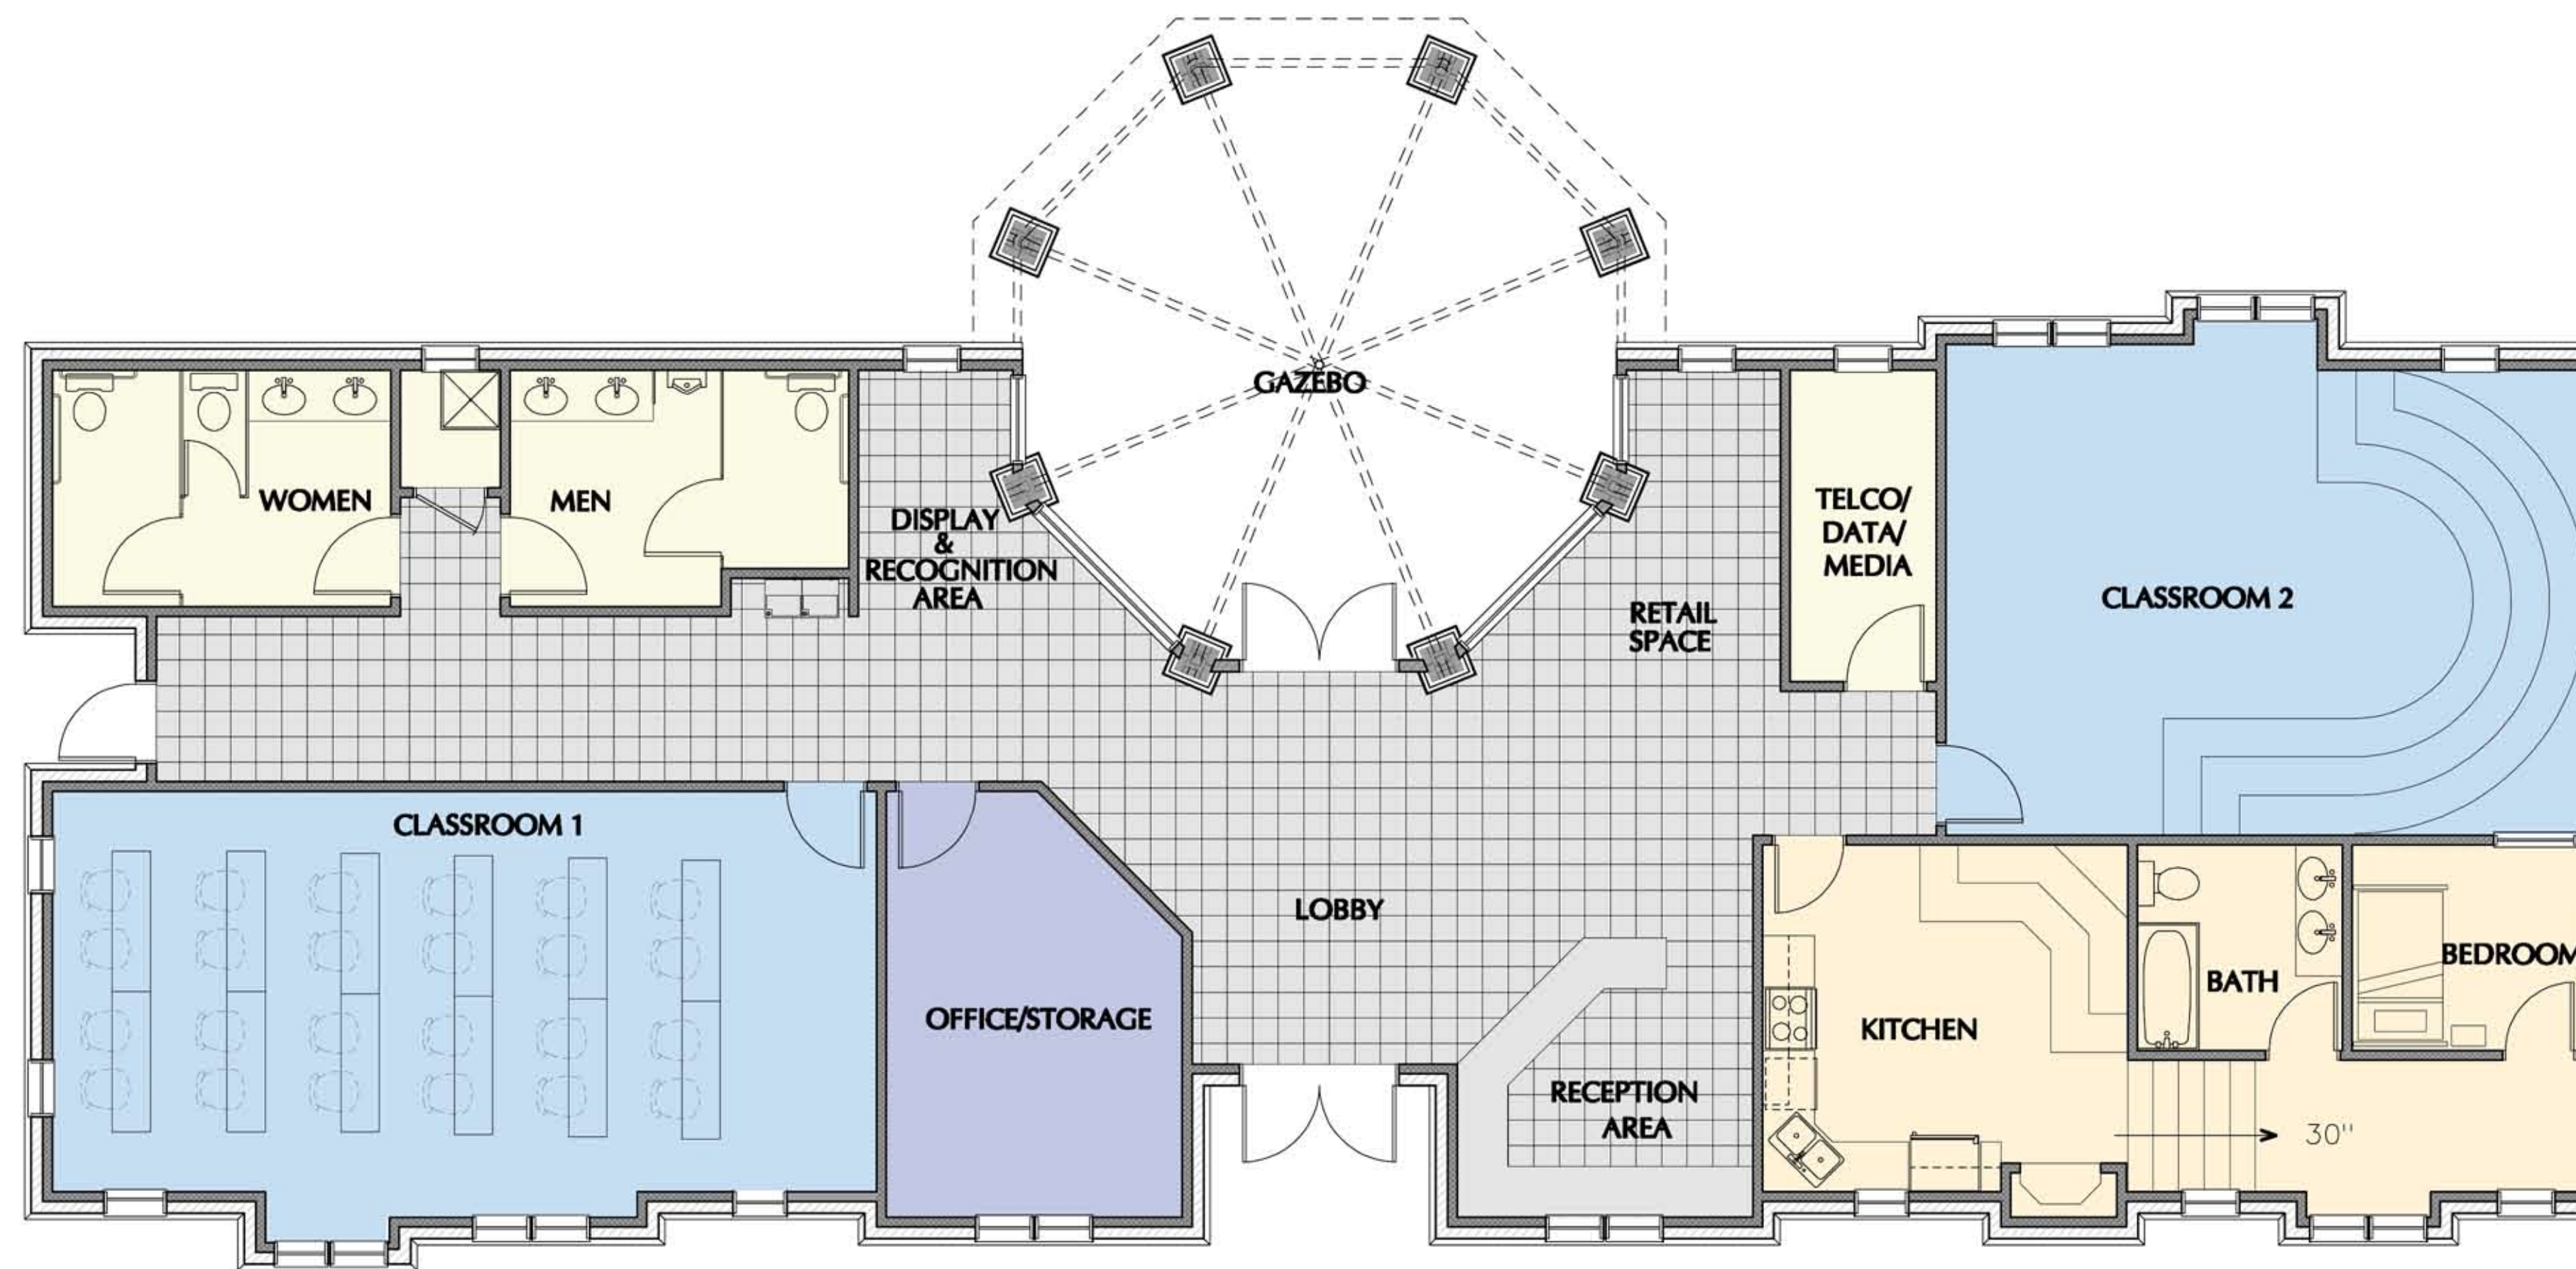 GAZEBO
WOMEN
MEN
DISPLAY
&
RECOGNITION
AREA
RETAIL
SPACE
TELCO/
DATA/
MEDIA
CLASSROOM 2
CLASSROOM 1
LOBBY
OFFICE/STORAGE
RECEPTION
AREA
KITCHEN
BATH
BEDROOM
30"